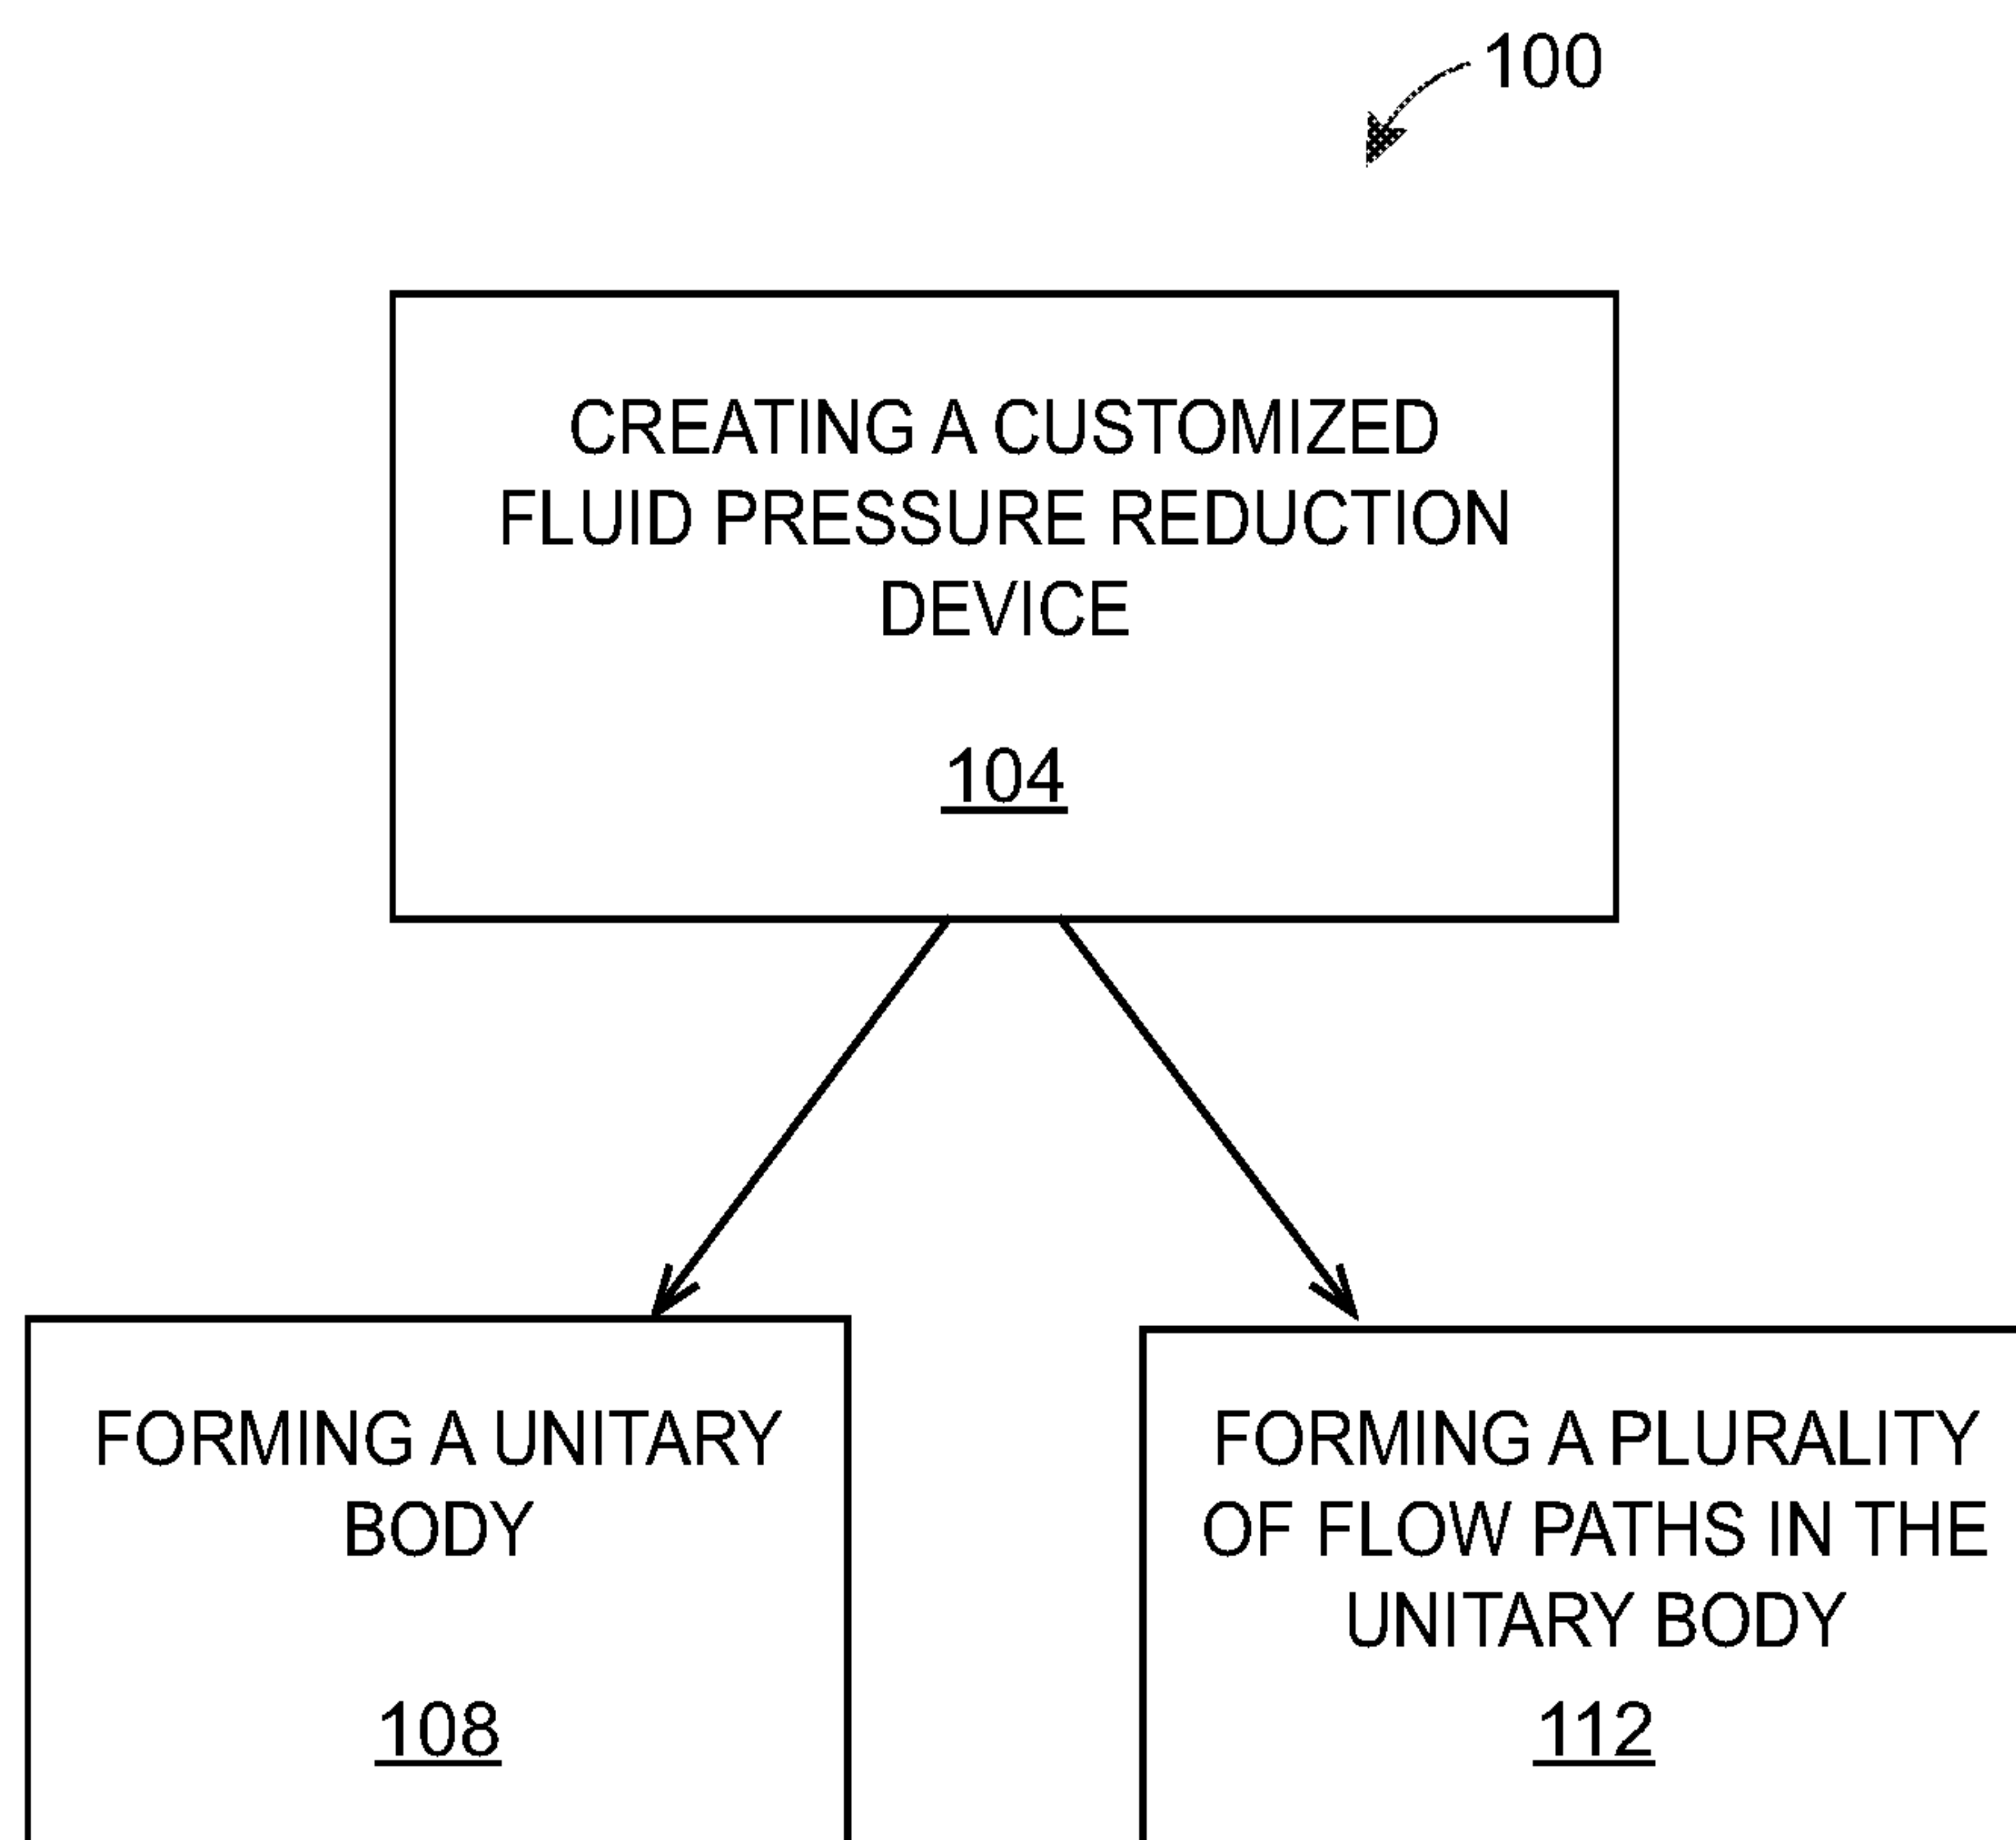 100
CREATING A CUSTOMIZED
FLUID PRESSURE REDUCTION
DEVICE
104
FORMING A UNITARY
BODY
108
FORMING A PLURALITY
OF FLOW PATHS IN THE
UNITARY BODY
112